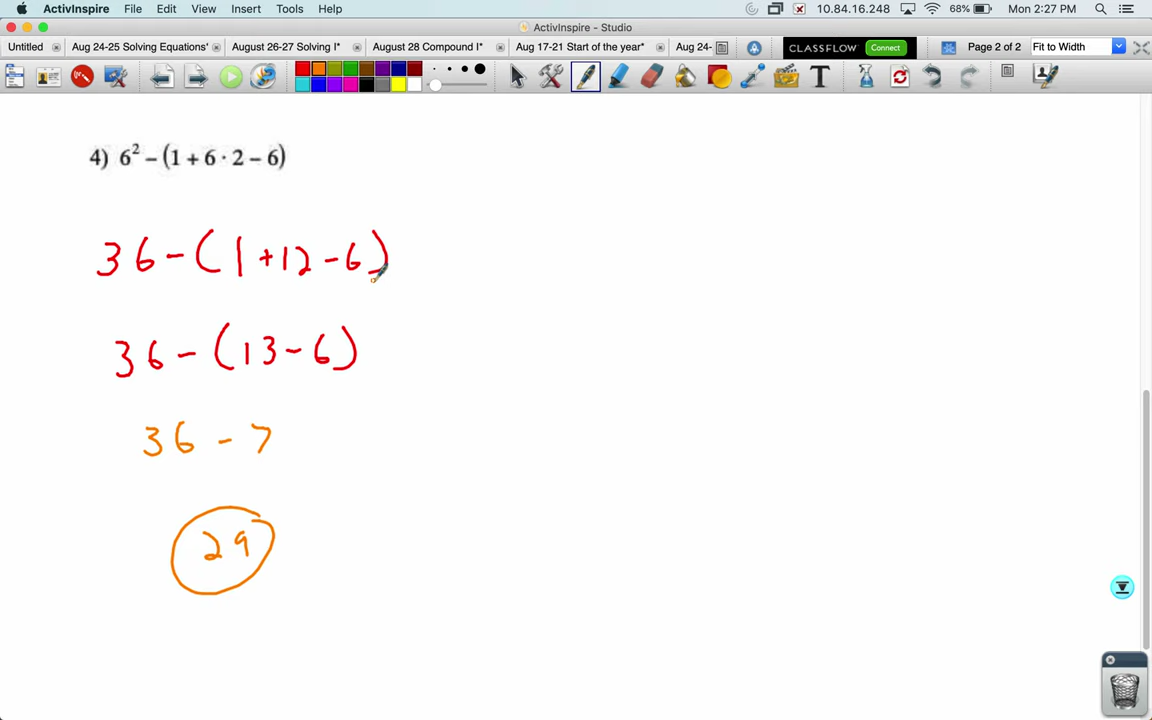 ActivInspire File Edit View Insert Tools Help 10.84.16.248 68% Mon 2:27 PM
ActivInspire - Studio
Untitled Aug 24-25 Solving Equations* August 26-27 Solving I* August 28 Compound I* Aug 17-21 Start of the year* Aug 24- CLASSFLOW Connect Page 2 of 2 Fit to Width
T
4) 6² − (1 + 6 · 2 − 6)
36 − (1 + 12 − 6)
36 − (13 − 6)
36 − 7
29